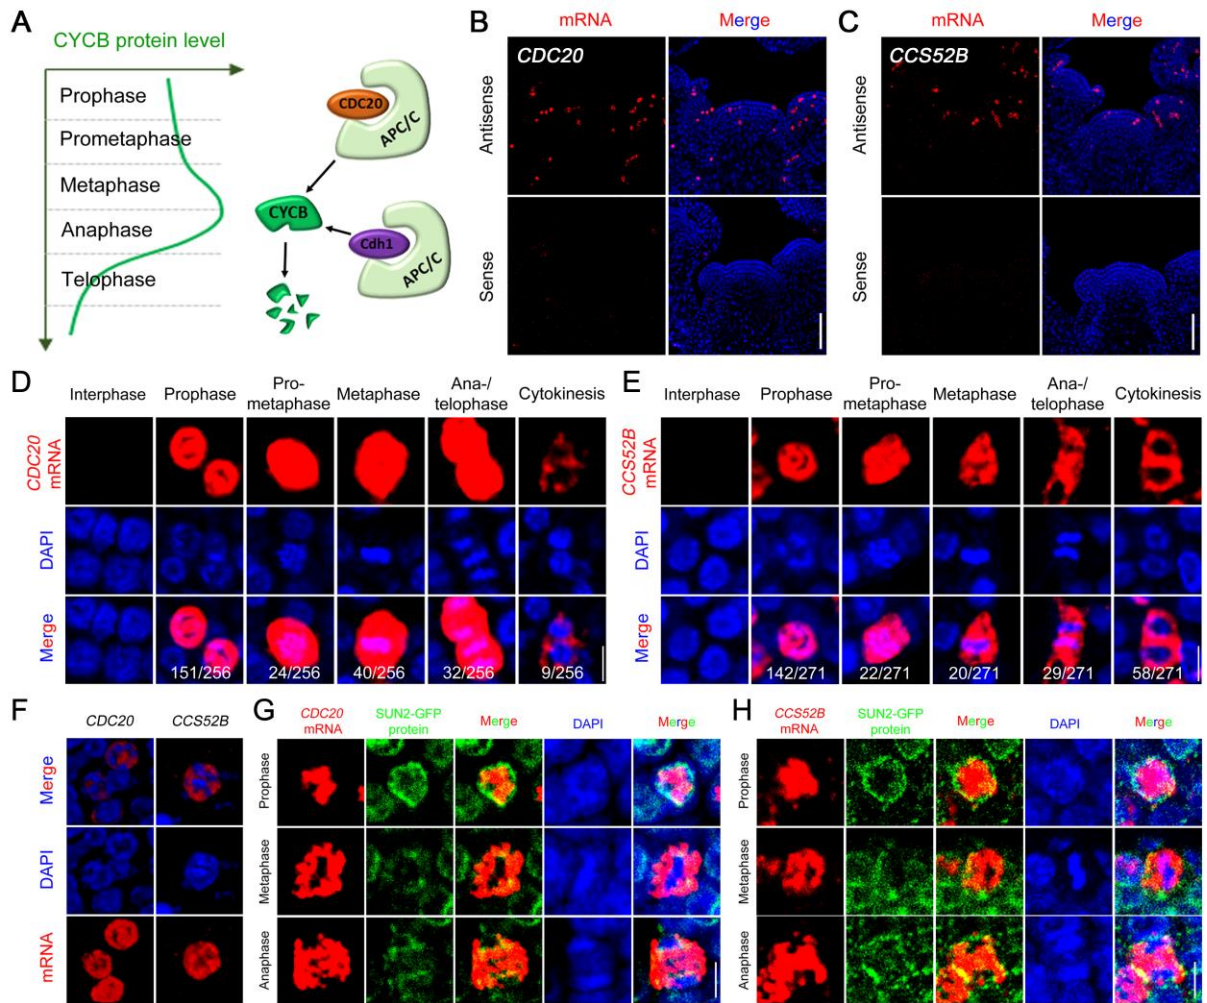 A
CYCB protein level
Prophase
Prometaphase
Metaphase
Anaphase
Telophase
CDC20
APC/C
CYCB
Cdh1
APC/C
B
mRNA
Merge
CDC20
Antisense
Sense
C
mRNA
Merge
CCS52B
Antisense
Sense
D
Interphase
Prophase
Pro-
metaphase
Metaphase
Ana-/
telophase
Cytokinesis
CDC20
mRNA
DAPI
Merge
151/256
24/256
40/256
32/256
9/256
E
Interphase
Prophase
Pro-
metaphase
Metaphase
Ana-/
telophase
Cytokinesis
CCS52B
mRNA
DAPI
Merge
142/271
22/271
20/271
29/271
58/271
F
CDC20
CCS52B
Merge
DAPI
mRNA
G
CDC20
mRNA
SUN2-GFP
protein
Merge
DAPI
Merge
Prophase
Metaphase
Anaphase
H
CCS52B
mRNA
SUN2-GFP
protein
Merge
DAPI
Merge
Prophase
Metaphase
Anaphase